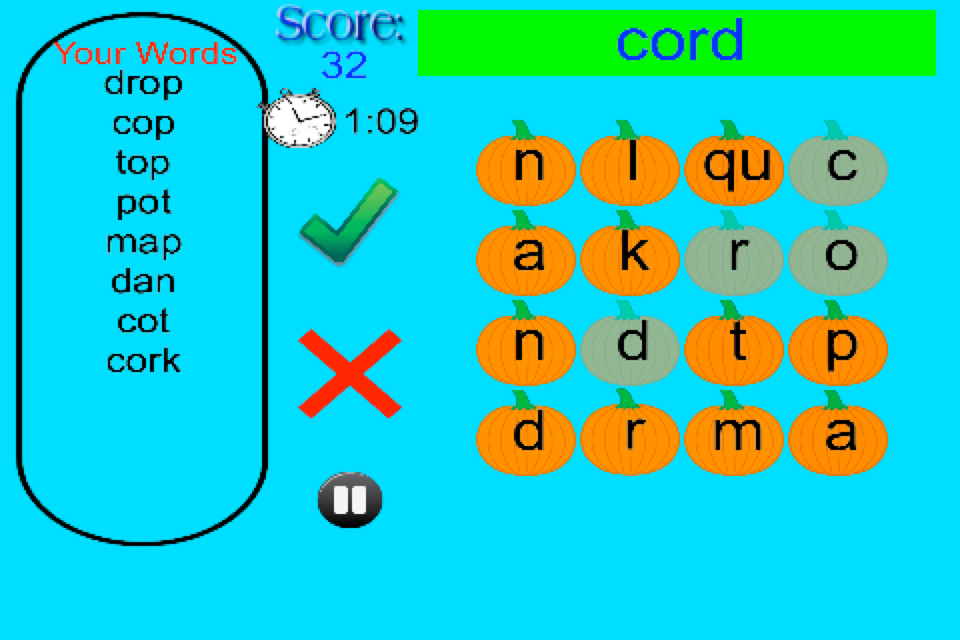 Your Words
drop
cop
top
pot
map
dan
cot
cork
Score:
32
1:09
cord
n l qu c
a k r o
n d t p
d r m a